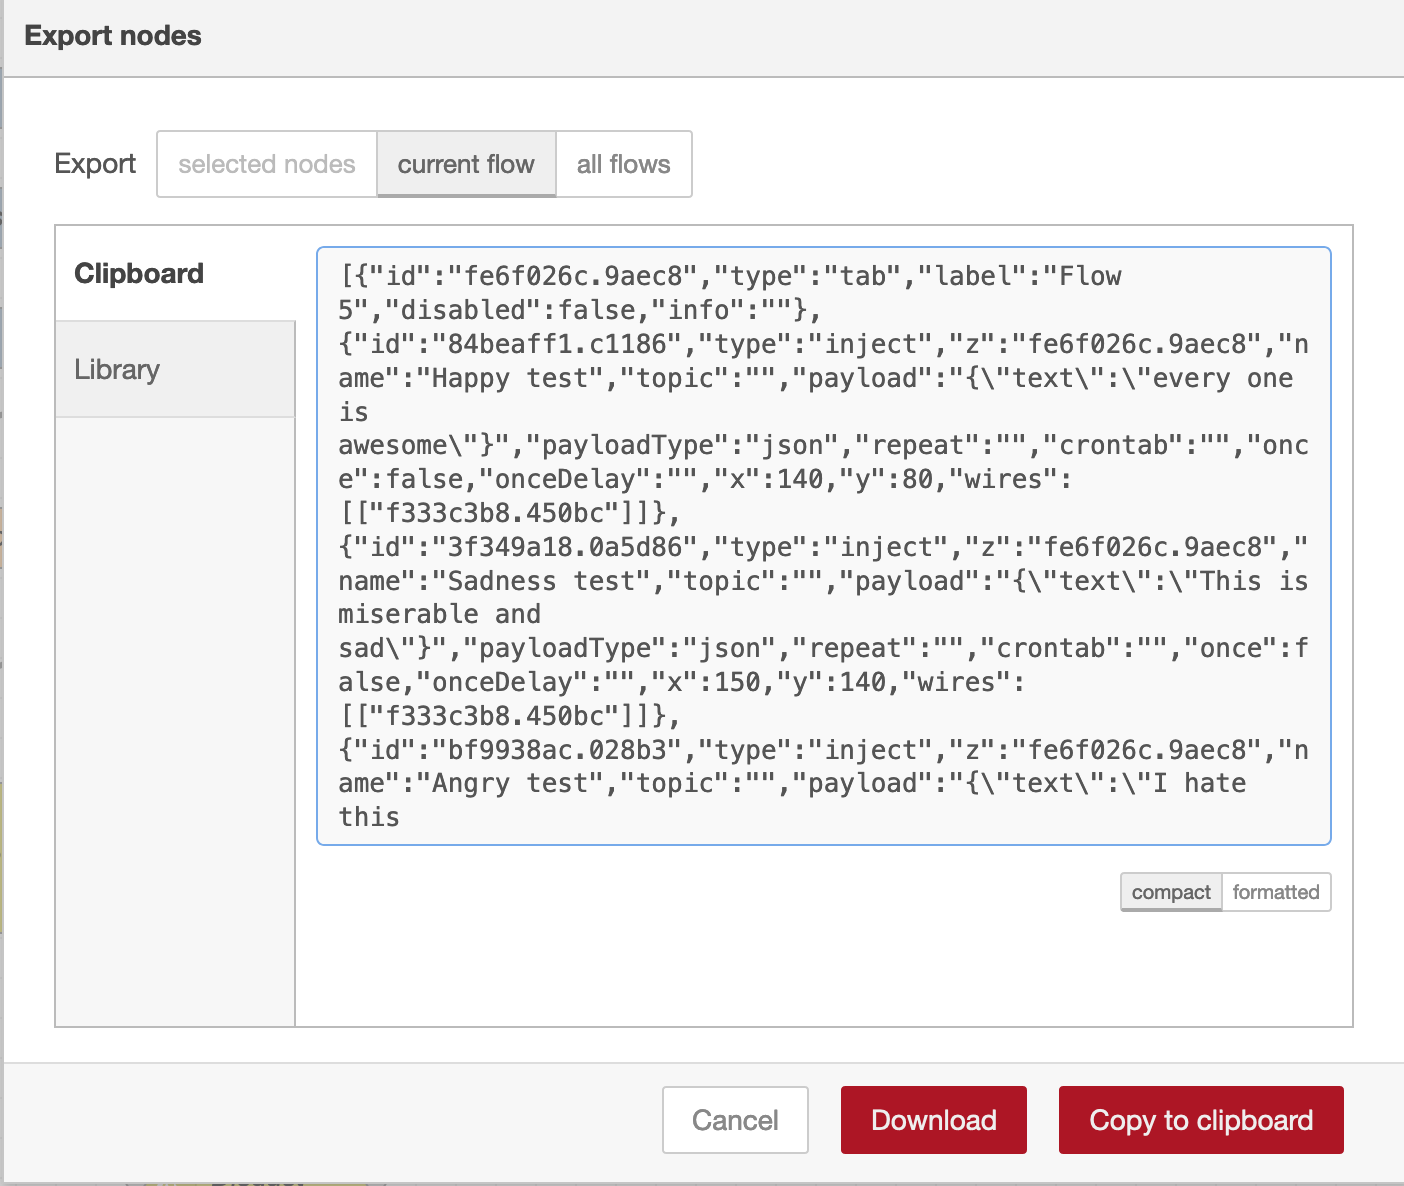 Export nodes
Export
selected nodes
current flow
all flows
Clipboard
Library
[{"id":"fe6f026c.9aec8","type":"tab","label":"Flow
5","disabled":false,"info":""},
{"id":"84beaff1.c1186","type":"inject","z":"fe6f026c.9aec8","n
ame":"Happy test","topic":"","payload":"{\"text\":\"every one
is
awesome\"}","payloadType":"json","repeat":"","crontab":"","onc
e":false,"onceDelay":"","x":140,"y":80,"wires":
[["f333c3b8.450bc"]]},
{"id":"3f349a18.0a5d86","type":"inject","z":"fe6f026c.9aec8","
name":"Sadness test","topic":"","payload":"{\"text\":\"This is
miserable and
sad\"}","payloadType":"json","repeat":"","crontab":"","once":f
alse,"onceDelay":"","x":150,"y":140,"wires":
[["f333c3b8.450bc"]]},
{"id":"bf9938ac.028b3","type":"inject","z":"fe6f026c.9aec8","n
ame":"Angry test","topic":"","payload":"{\"text\":\"I hate
this
compact
formatted
Cancel
Download
Copy to clipboard